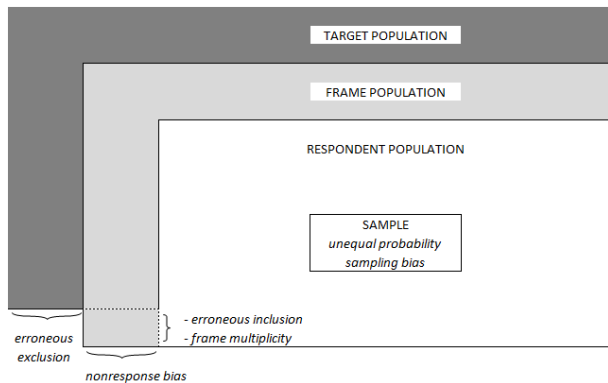 TARGET POPULATION
FRAME POPULATION
RESPONDENT POPULATION
SAMPLE
unequal probability
sampling bias
- erroneous inclusion
- frame multiplicity
erroneous
exclusion
nonresponse bias